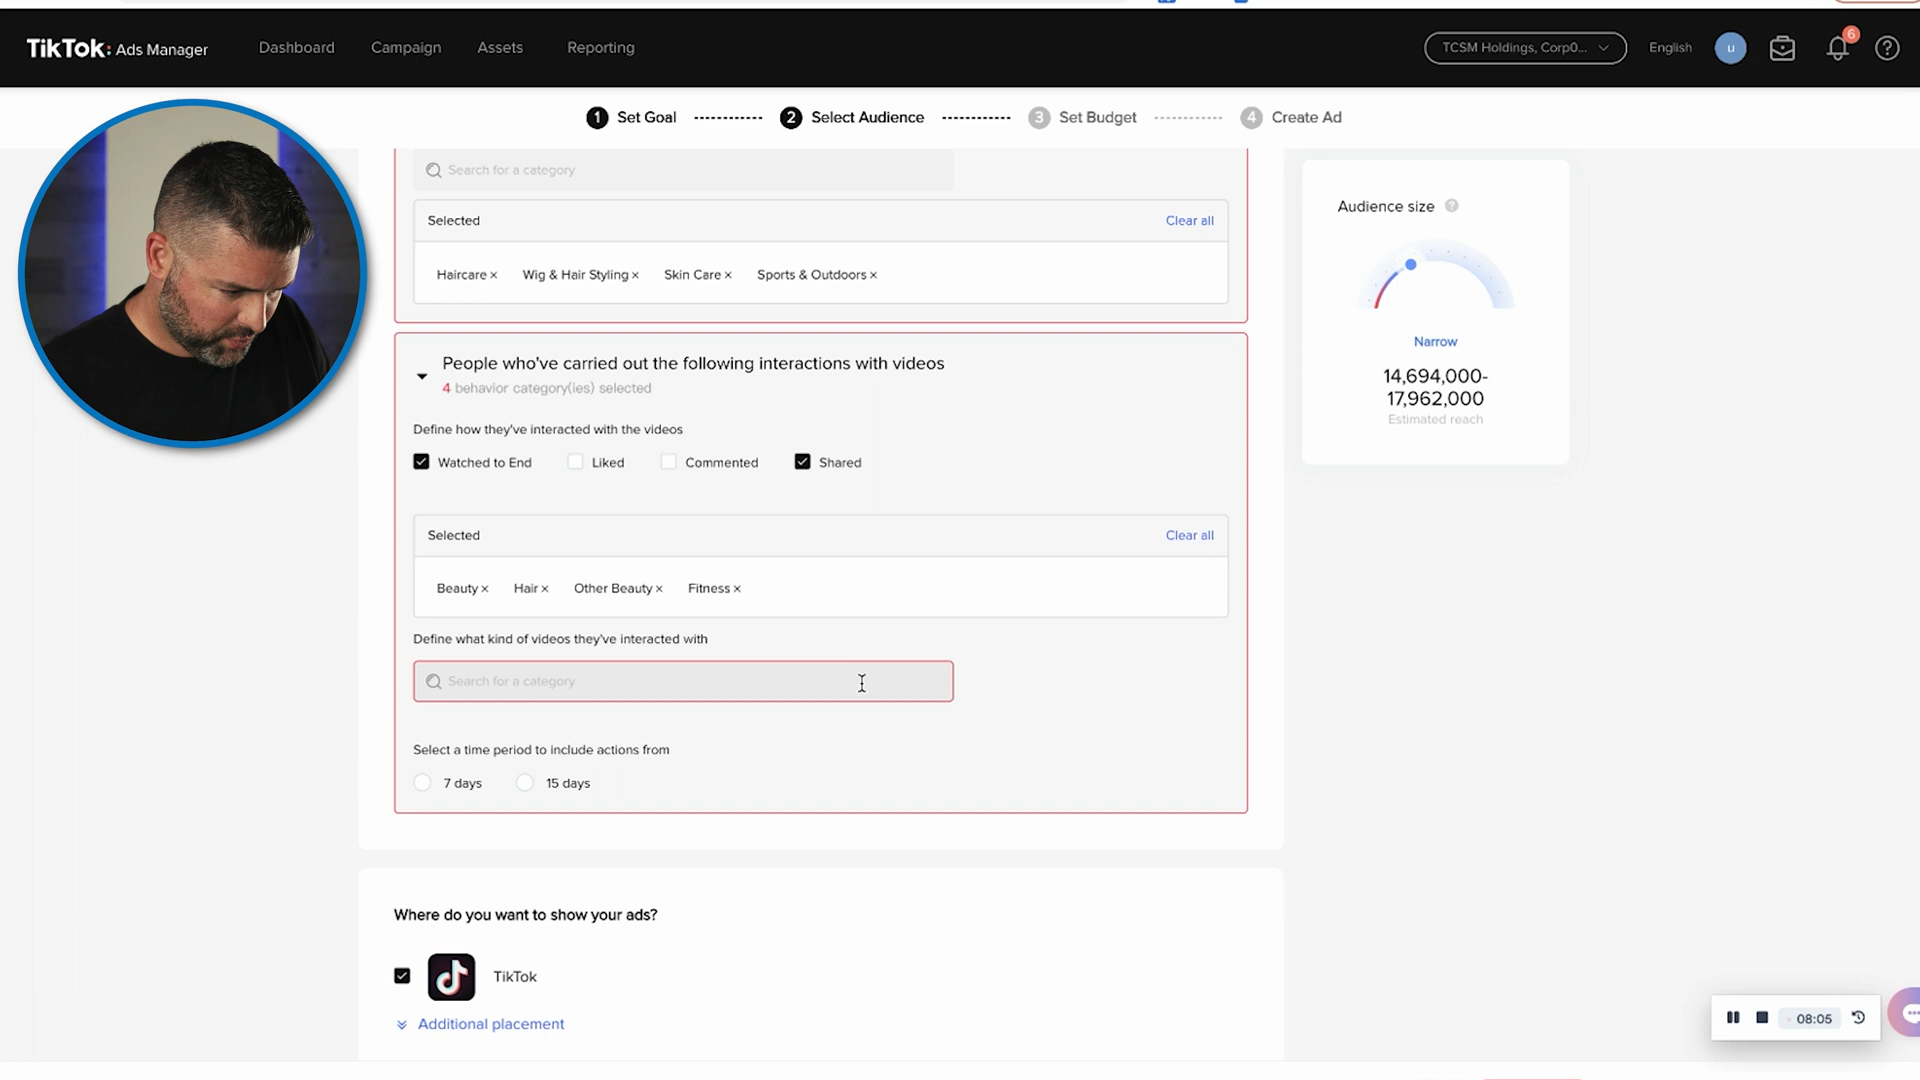 TikTok: Ads Manager
Dashboard
Campaign
Assets
Reporting
TCSM Holdings, Corp0...
English
u
6
1 Set Goal
2 Select Audience
3 Set Budget
4 Create Ad
Search for a category
Selected
Clear all
Haircare × Wig & Hair Styling × Skin Care × Sports & Outdoors ×
People who've carried out the following interactions with videos
4 behavior category(ies) selected
Define how they've interacted with the videos
Watched to End Liked Commented Shared
Selected
Clear all
Beauty × Hair × Other Beauty × Fitness ×
Define what kind of videos they've interacted with
Search for a category
Select a time period to include actions from
7 days 15 days
Where do you want to show your ads?
TikTok
Additional placement
Audience size ?
Narrow
14,694,000-
17,962,000
Estimated reach
08:05